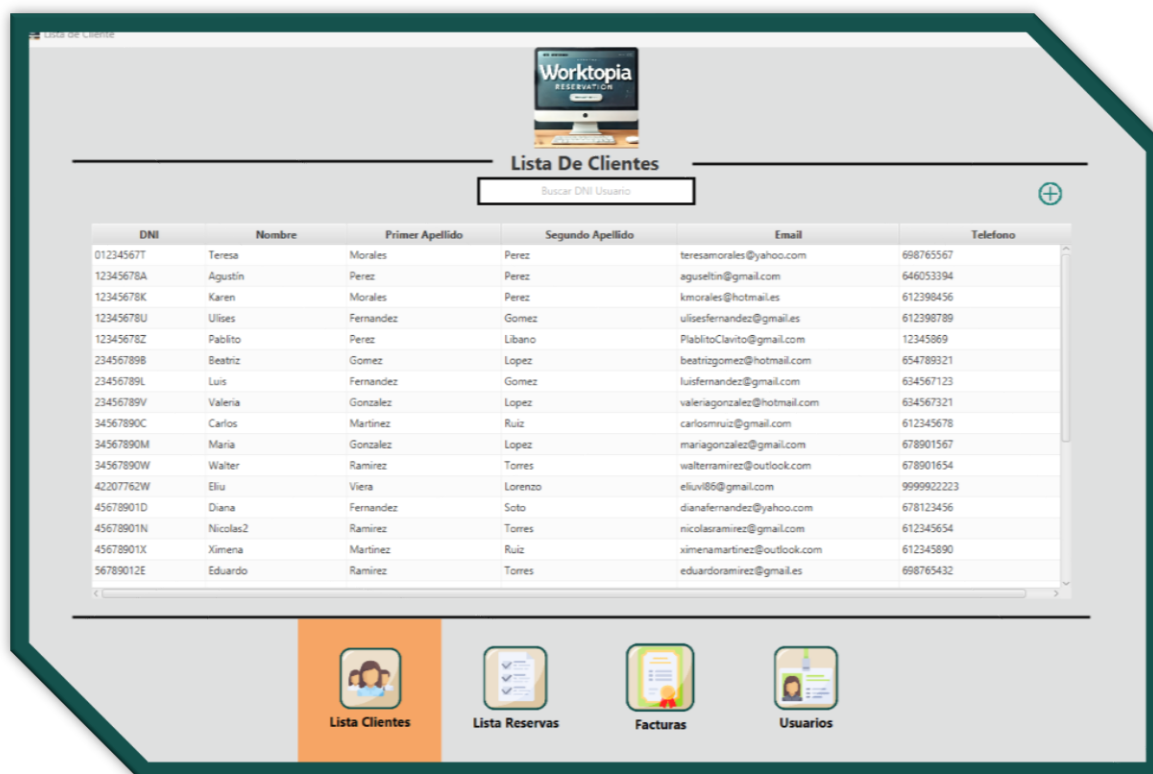 Lista de Cliente
Worktopia
RESERVATION
Lista De Clientes
Buscar DNI Usuario
DNI Nombre Primer Apellido Segundo Apellido Email Telefono
01234567T Teresa Morales Perez teresamorales@yahoo.com 698765567
12345678A Agustín Perez Perez aguseltin@gmail.com 646053394
12345678K Karen Morales Perez kmorales@hotmail.es 612398456
12345678U Ulises Fernandez Gomez ulisesfernandez@gmail.es 612398789
12345678Z Pablito Perez Libano PlablitoClavito@gmail.com 12345869
23456789B Beatriz Gomez Lopez beatrizgomez@hotmail.com 654789321
23456789L Luis Fernandez Gomez luisfernandez@gmail.com 634567123
23456789V Valeria Gonzalez Lopez valeriagonzalez@hotmail.com 634567321
34567890C Carlos Martinez Ruiz carlosmruiz@gmail.com 612345678
34567890M Maria Gonzalez Lopez mariagonzalez@gmail.com 678901567
34567890W Walter Ramirez Torres walterramirez@outlook.com 678901654
42207762W Eliu Viera Lorenzo eliuvl86@gmail.com 9999922223
45678901D Diana Fernandez Soto dianafernandez@yahoo.com 678123456
45678901N Nicolas2 Ramirez Torres nicolasramirez@gmail.com 612345654
45678901X Ximena Martinez Ruiz ximenamartinez@outlook.com 612345890
56789012E Eduardo Ramirez Torres eduardoramirez@gmail.es 698765432
Lista Clientes Lista Reservas Facturas Usuarios